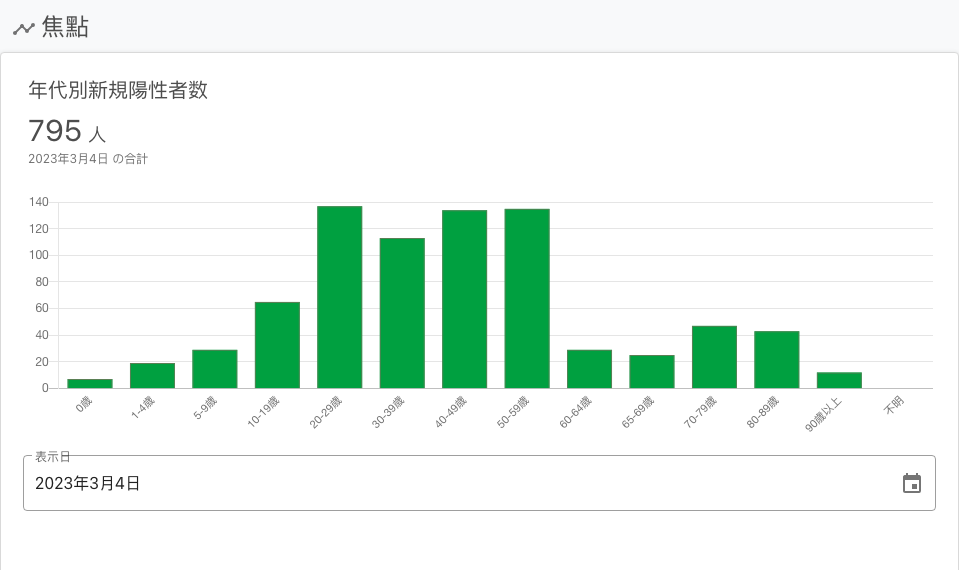 焦點
年代別新規陽性者数
795 人
2023年3月4日 の合計
140
120
100
80
60
40
20
0
0歳 1-4歳 5-9歳 10-19歳 20-29歳 30-39歳 40-49歳 50-59歳 60-64歳 65-69歳 70-79歳 80-89歳 90歳以上 不明
表示日
2023年3月4日